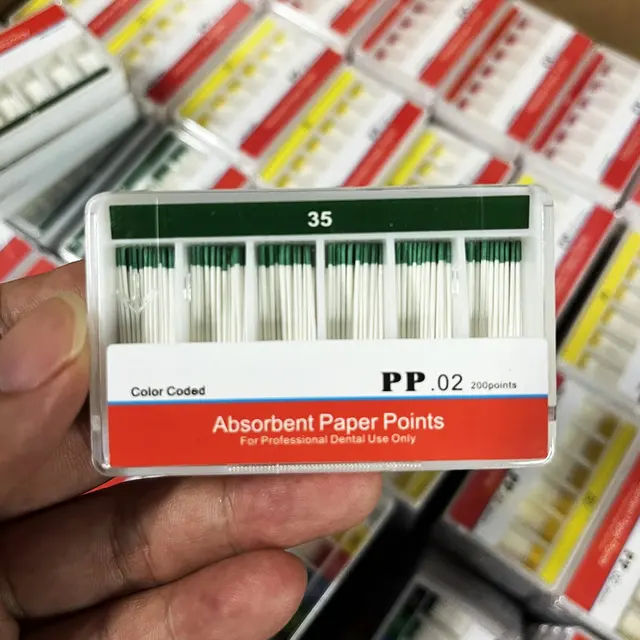 35
Color Coded
PP .02 200points
Absorbent Paper Points
For Professional Dental Use Only